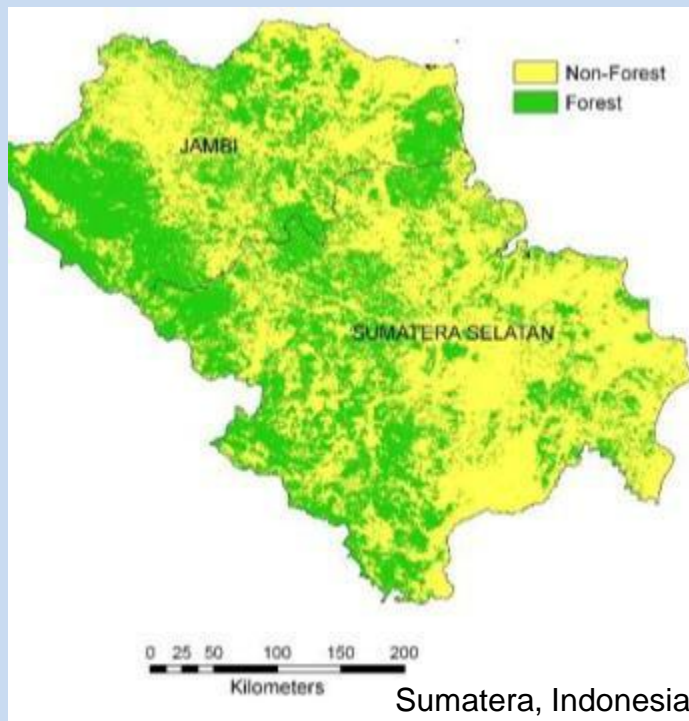 Non-Forest
Forest
JAMBI
SUMATERA SELATAN
0 25 50 100 150 200
Kilometers
Sumatera, Indonesia